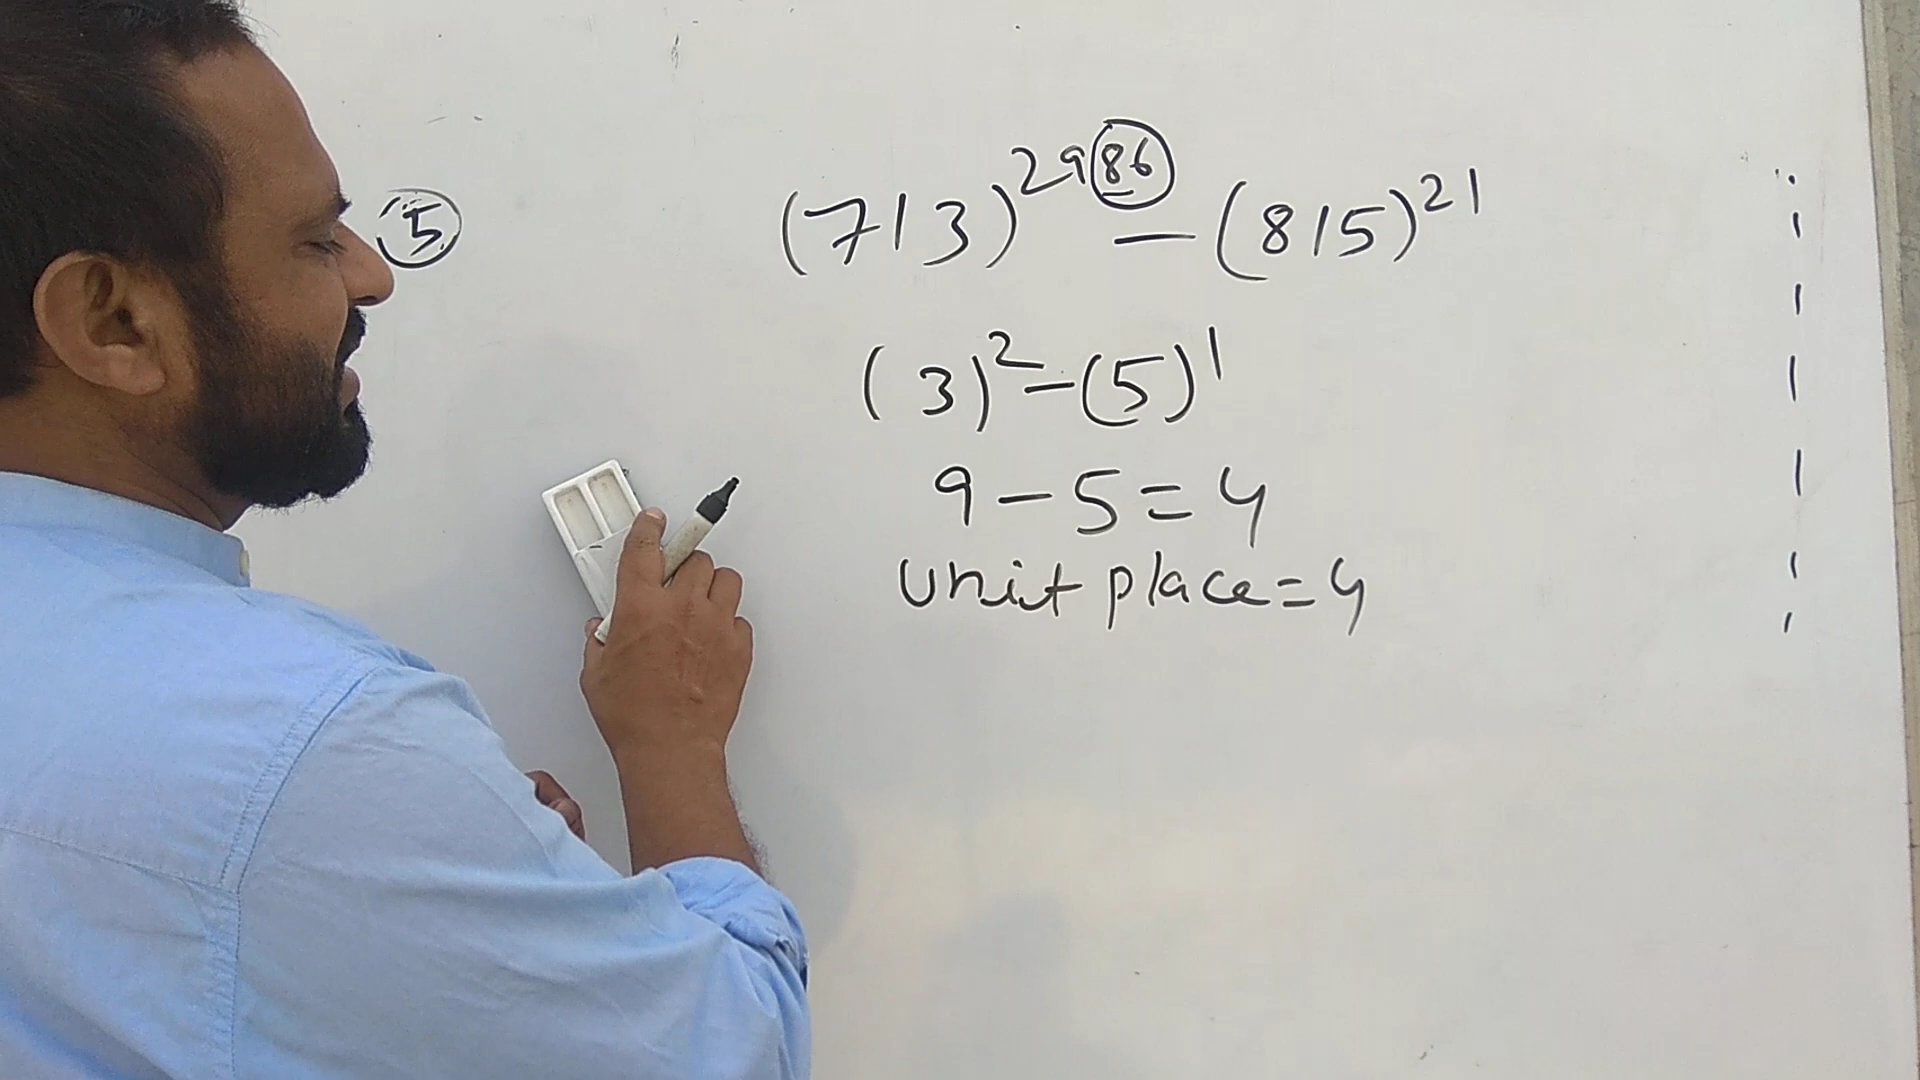 ⑤ (713)^2986 - (815)^21
(3)^2 - (5)^1
9 - 5 = 4
unit place = 4